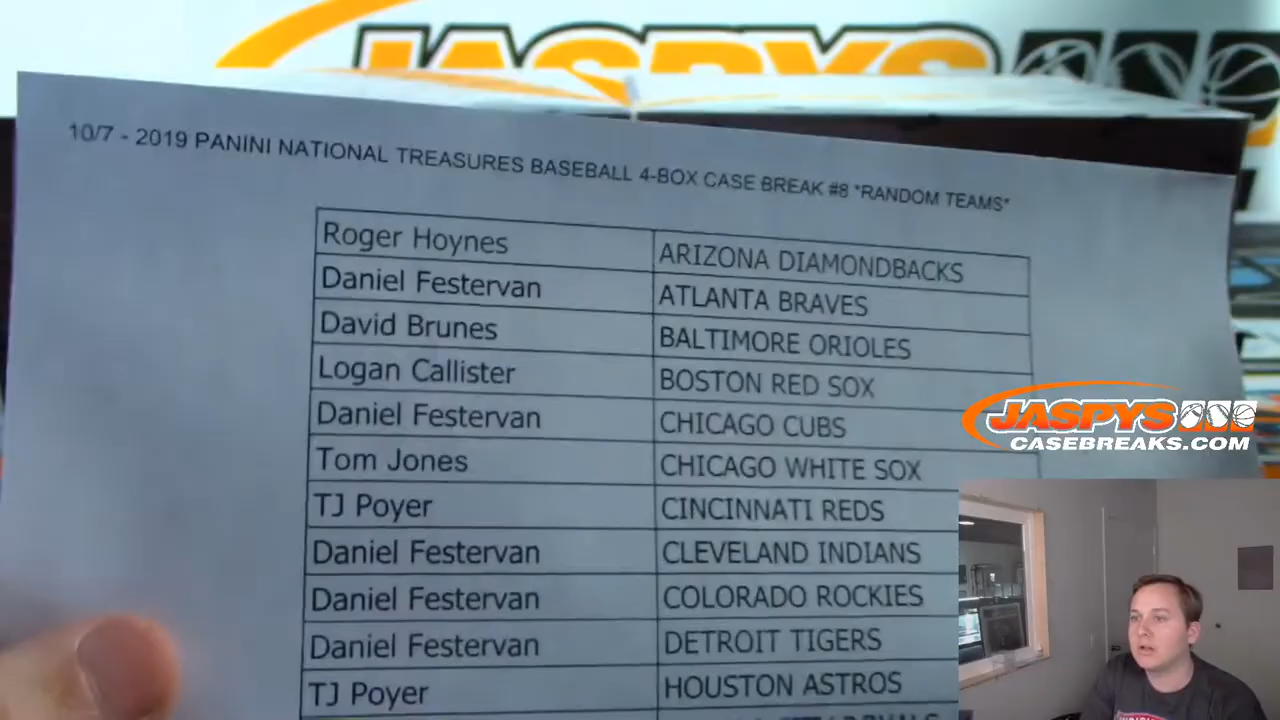 JASPYS
10/7 - 2019 PANINI NATIONAL TREASURES BASEBALL 4-BOX CASE BREAK #8 *RANDOM TEAMS*
Roger Hoynes ARIZONA DIAMONDBACKS
Daniel Festervan ATLANTA BRAVES
David Brunes BALTIMORE ORIOLES
Logan Callister BOSTON RED SOX
Daniel Festervan CHICAGO CUBS
Tom Jones CHICAGO WHITE SOX
TJ Poyer CINCINNATI REDS
Daniel Festervan CLEVELAND INDIANS
Daniel Festervan COLORADO ROCKIES
Daniel Festervan DETROIT TIGERS
TJ Poyer HOUSTON ASTROS
JASPYS
CASEBREAKS.COM